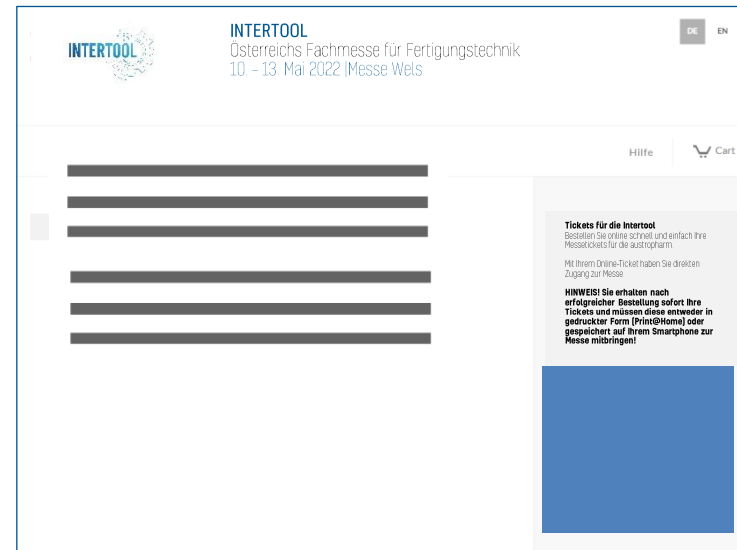 INTERTOOL
INTERTOOL
Österreichs Fachmesse für Fertigungstechnik
10. – 13. Mai 2022 |Messe Wels
DE EN
Hilfe Cart
Tickets für die Intertool
Bestellen Sie online schnell und einfach Ihre
Messetickets für die austropharm.
Mit Ihrem Online-Ticket haben Sie direkten
Zugang zur Messe
HINWEIS! Sie erhalten nach
erfolgreicher Bestellung sofort Ihre
Tickets und müssen diese entweder in
gedruckter Form (Print@Home) oder
gespeichert auf Ihrem Smartphone zur
Messe mitbringen!